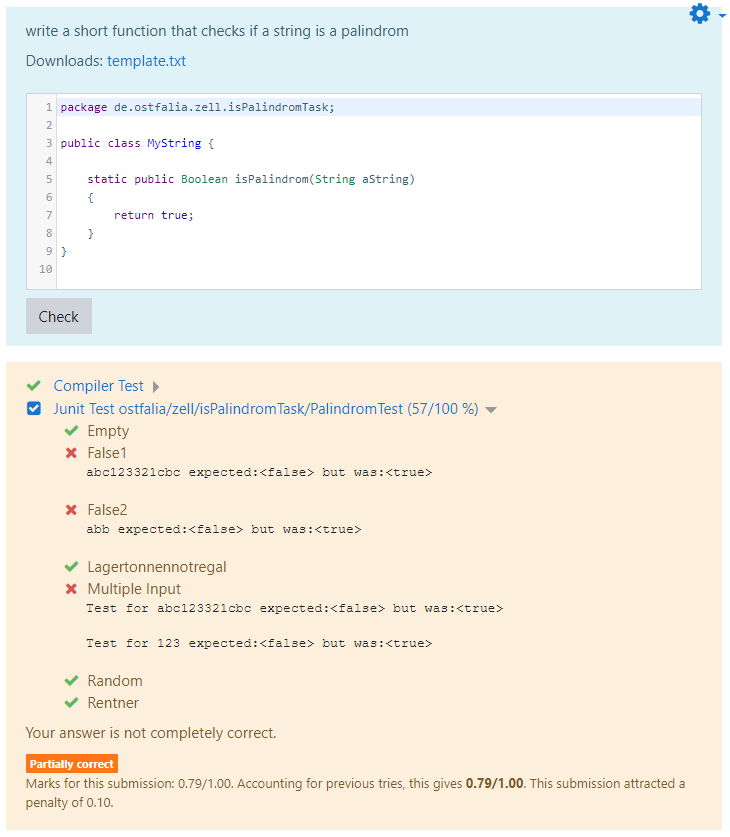 write a short function that checks if a string is a palindrom
Downloads: template.txt
1 package de.ostfalia.zell.isPalindromTask;
2
3 public class MyString {
4
5     static public Boolean isPalindrom(String aString)
6     {
7         return true;
8     }
9 }
10
Check
Compiler Test
Junit Test ostfalia/zell/isPalindromTask/PalindromTest (57/100 %)
Empty
False1
abc123321cbc expected:<false> but was:<true>
False2
abb expected:<false> but was:<true>
Lagertonnennotregal
Multiple Input
Test for abc123321cbc expected:<false> but was:<true>
Test for 123 expected:<false> but was:<true>
Random
Rentner
Your answer is not completely correct.
Partially correct
Marks for this submission: 0.79/1.00. Accounting for previous tries, this gives 0.79/1.00. This submission attracted a
penalty of 0.10.